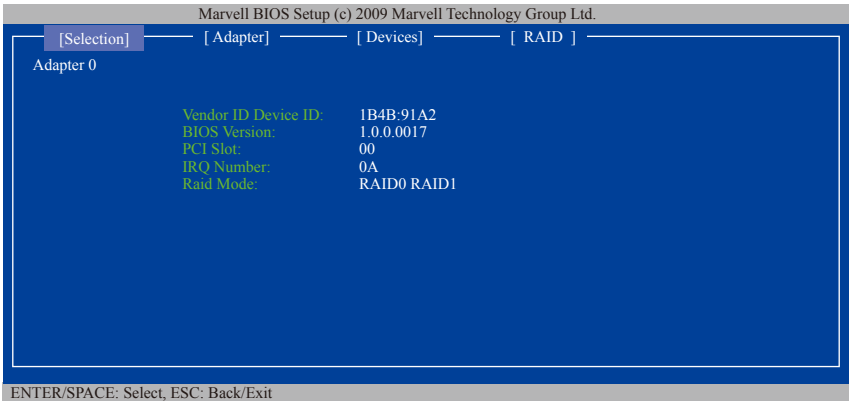 Marvell BIOS Setup (c) 2009 Marvell Technology Group Ltd.
[Selection] [ Adapter] [ Devices] [ RAID ]
Adapter 0
Vendor ID Device ID: 1B4B:91A2
BIOS Version: 1.0.0.0017
PCI Slot: 00
IRQ Number: 0A
Raid Mode: RAID0 RAID1
ENTER/SPACE: Select, ESC: Back/Exit